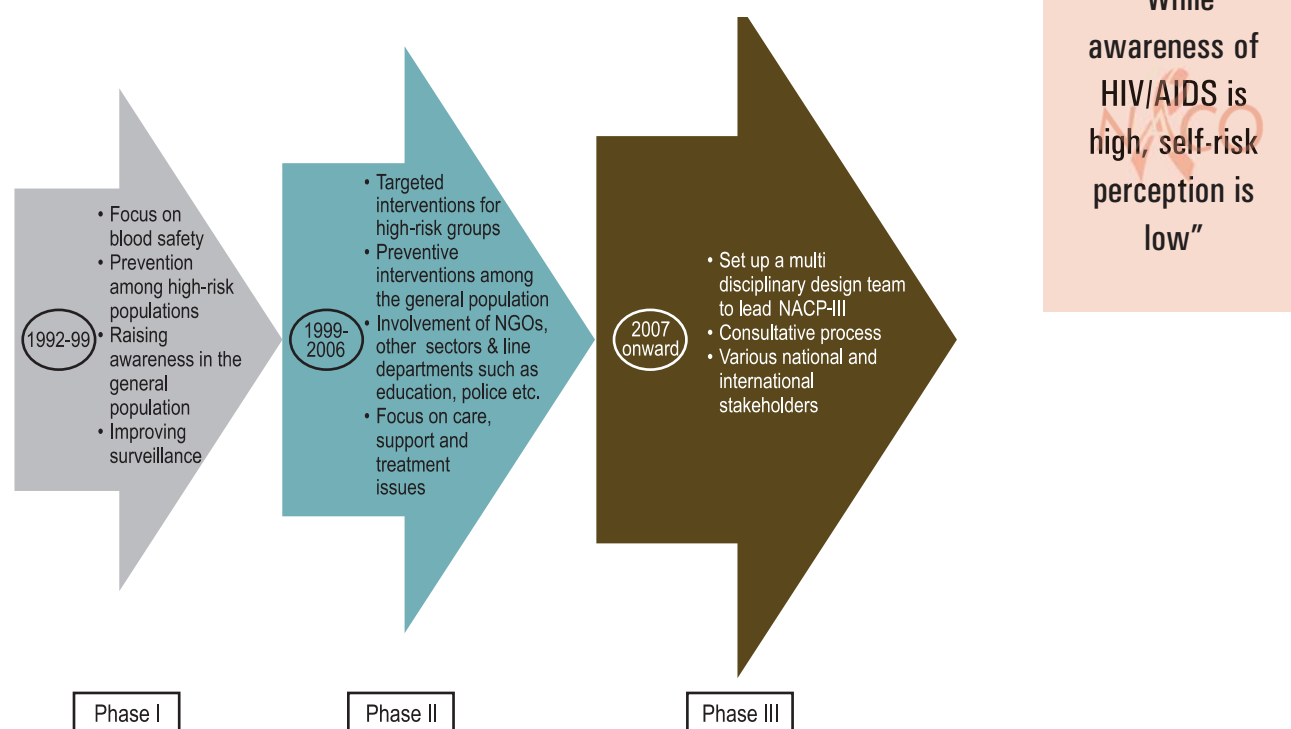 • Focus on
blood safety
• Prevention
among high-risk
populations
• Raising
awareness in the
general
population
• Improving
surveillance
1992-99
• Targeted
interventions for
high-risk groups
• Preventive
interventions among
the general population
• Involvement of NGOs,
other sectors & line
departments such as
education, police etc.
• Focus on care,
support and
treatment
issues
1999-
2006
• Set up a multi
disciplinary design team
to lead NACP-III
• Consultative process
• Various national and
international
stakeholders
2007
onward
Phase I
Phase II
Phase III
While
awareness of
HIV/AIDS is
high, self-risk
perception is
low”
NACO